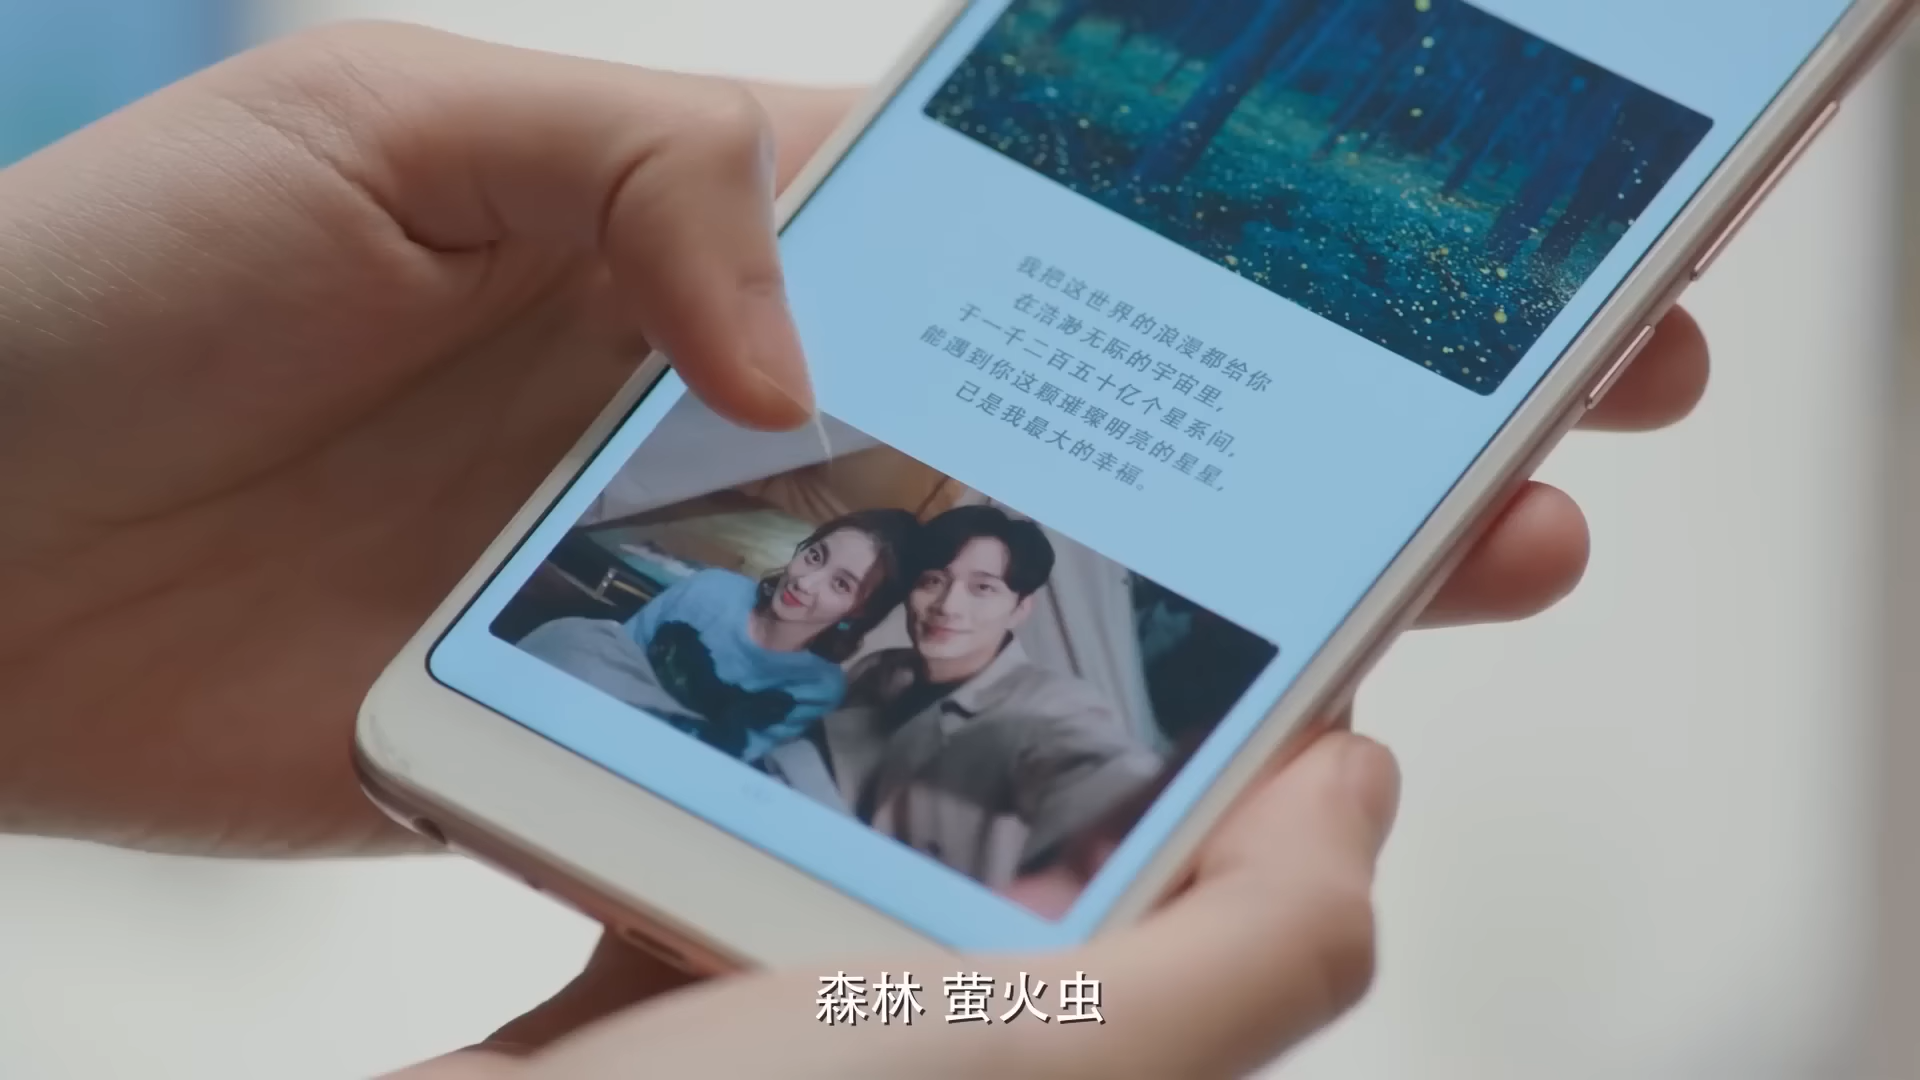 我把这世界的浪漫都给你
在浩渺无际的宇宙里，
于一千二百五十亿个星系间，
能遇到你这颗璀璨明亮的星星，
已是我最大的幸福。
森林 萤火虫